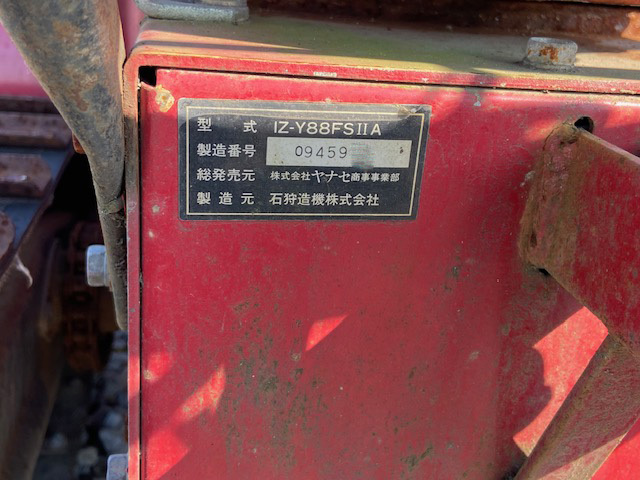 型式 IZ-Y88FSIIA
製造番号 09459
総発売元 株式会社ヤナセ商事事業部
製造元 石狩造機株式会社